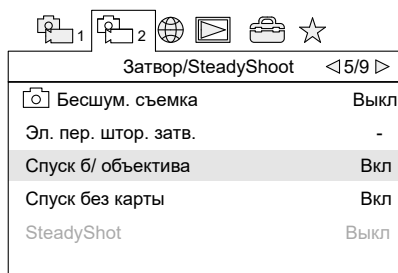 1 2
Затвор/SteadyShoot 5/9
Бесшум. съемка Выкл
Эл. пер. штор. затв. -
Спуск б/ объектива Вкл
Спуск без карты Вкл
SteadyShot Выкл